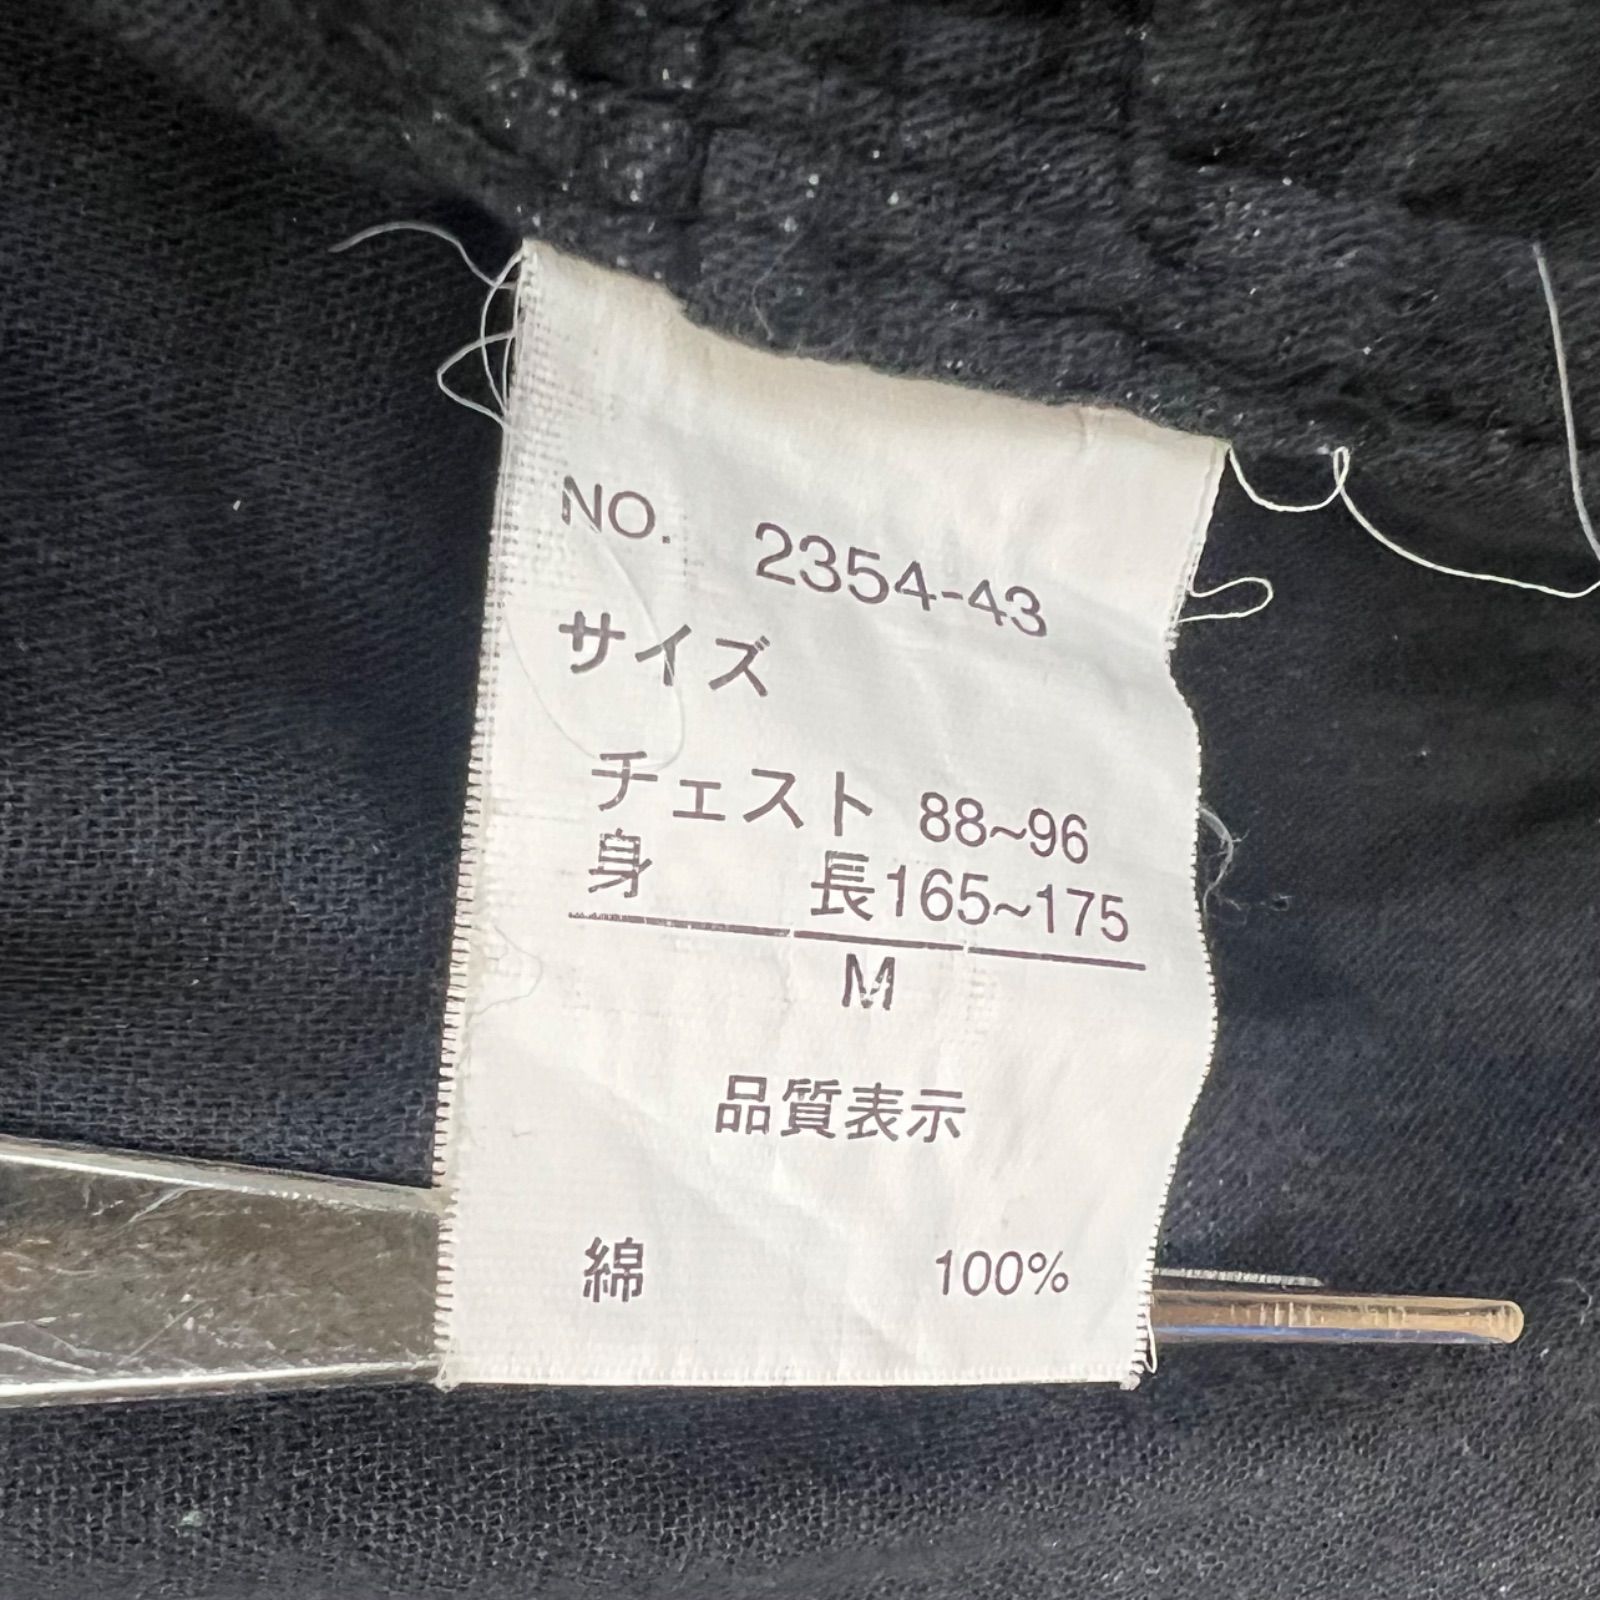 NO. 2354-43
サイズ
チェスト 88~96
身 長165~175
M
品質表示
綿 100%